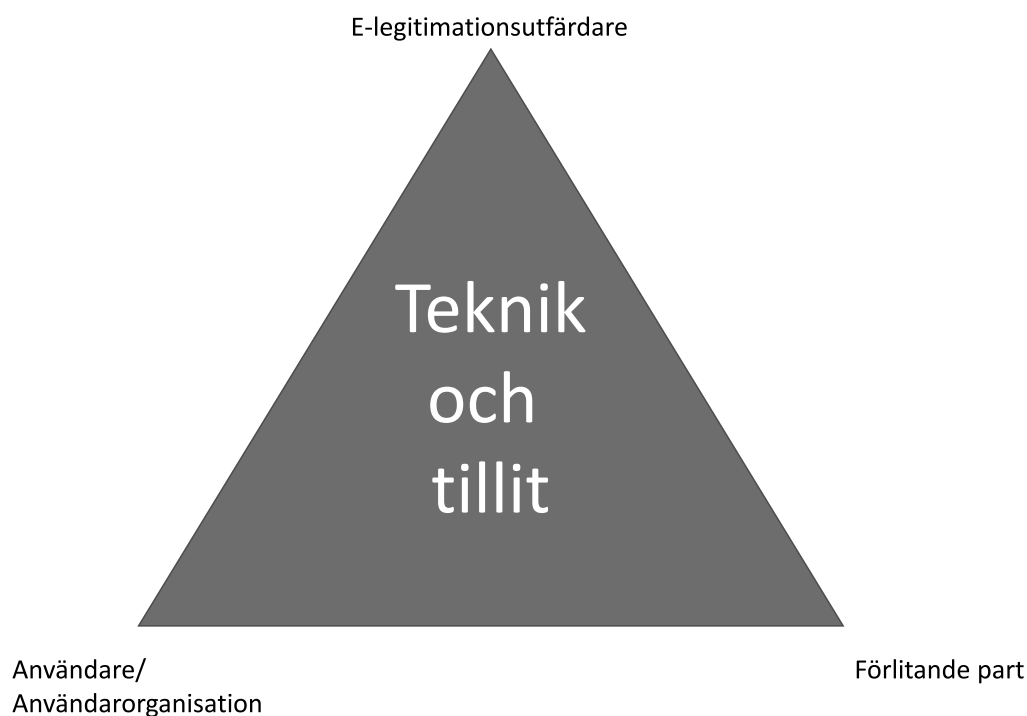 E-legitimationsutfärdare
Teknik
och
tillit
Användare/
Användarorganisation
Förlitande part